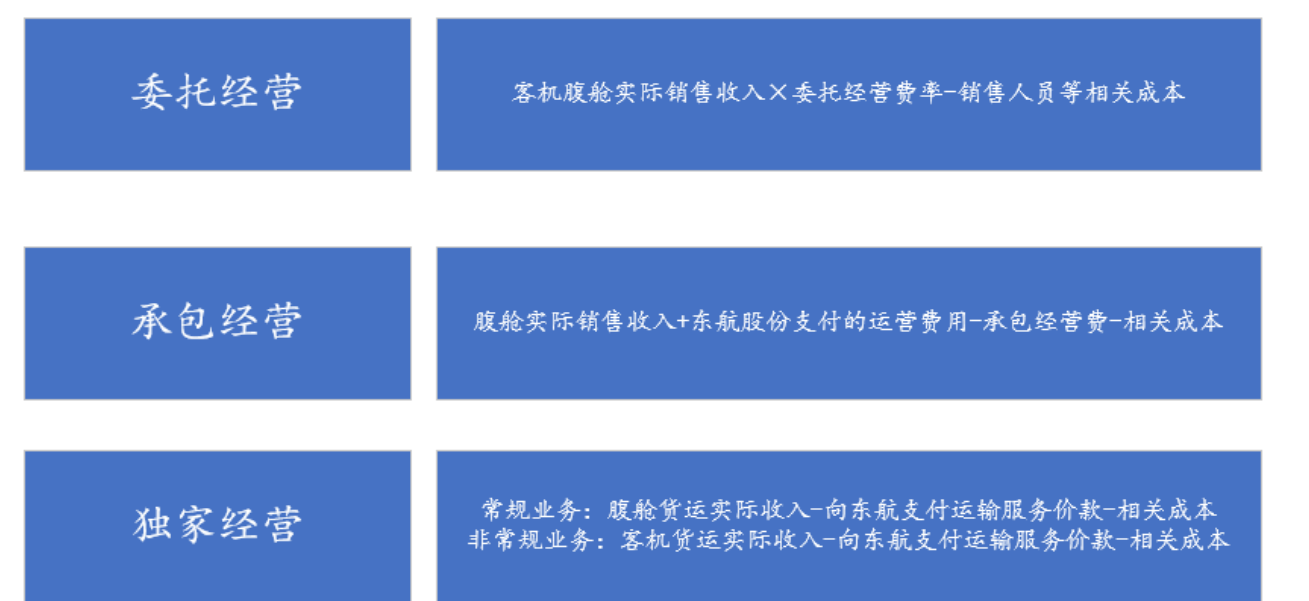 委托经营
客机腹舱实际销售收入×委托经营费率-销售人员等相关成本
承包经营
腹舱实际销售收入+东航股份支付的运营费用-承包经营费-相关成本
独家经营
常规业务：腹舱货运实际收入-向东航支付运输服务价款-相关成本
非常规业务：客机货运实际收入-向东航支付运输服务价款-相关成本